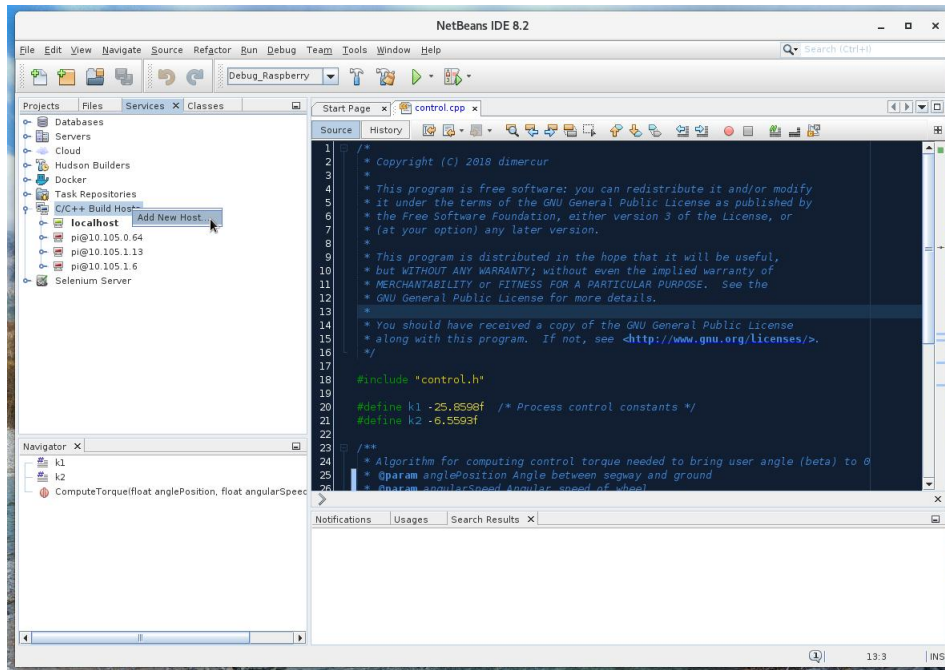 NetBeans IDE 8.2
File Edit View Navigate Source Refactor Run Debug Team Tools Window Help
Search (Ctrl+I)
Debug_Raspberry
Projects Files Services Classes
Databases
Servers
Cloud
Hudson Builders
Docker
Task Repositories
C/C++ Build Hosts
Add New Host...
localhost
pi@10.105.0.64
pi@10.105.1.13
pi@10.105.1.6
Selenium Server
Navigator
k1
k2
ComputeTorque(float anglePosition, float angularSpeed
Start Page control.cpp
Source History
1 /*
2 * Copyright (C) 2018 dimercur
3 *
4 * This program is free software: you can redistribute it and/or modify
5 * it under the terms of the GNU General Public License as published by
6 * the Free Software Foundation, either version 3 of the License, or
7 * (at your option) any later version.
8 *
9 * This program is distributed in the hope that it will be useful,
10 * but WITHOUT ANY WARRANTY; without even the implied warranty of
11 * MERCHANTABILITY or FITNESS FOR A PARTICULAR PURPOSE. See the
12 * GNU General Public License for more details.
13 *
14 * You should have received a copy of the GNU General Public License
15 * along with this program. If not, see <http://www.gnu.org/licenses/>.
16 */
17
18 #include "control.h"
19
20 #define k1 -25.8598f /* Process control constants */
21 #define k2 -6.5593f
22
23 /**
24 * Algorithm for computing control torque needed to bring user angle (beta) to 0
25 * @param anglePosition Angle between segway and ground
26 * @param angularSpeed Angular speed of wheel
Notifications Usages Search Results
1
13:3 INS